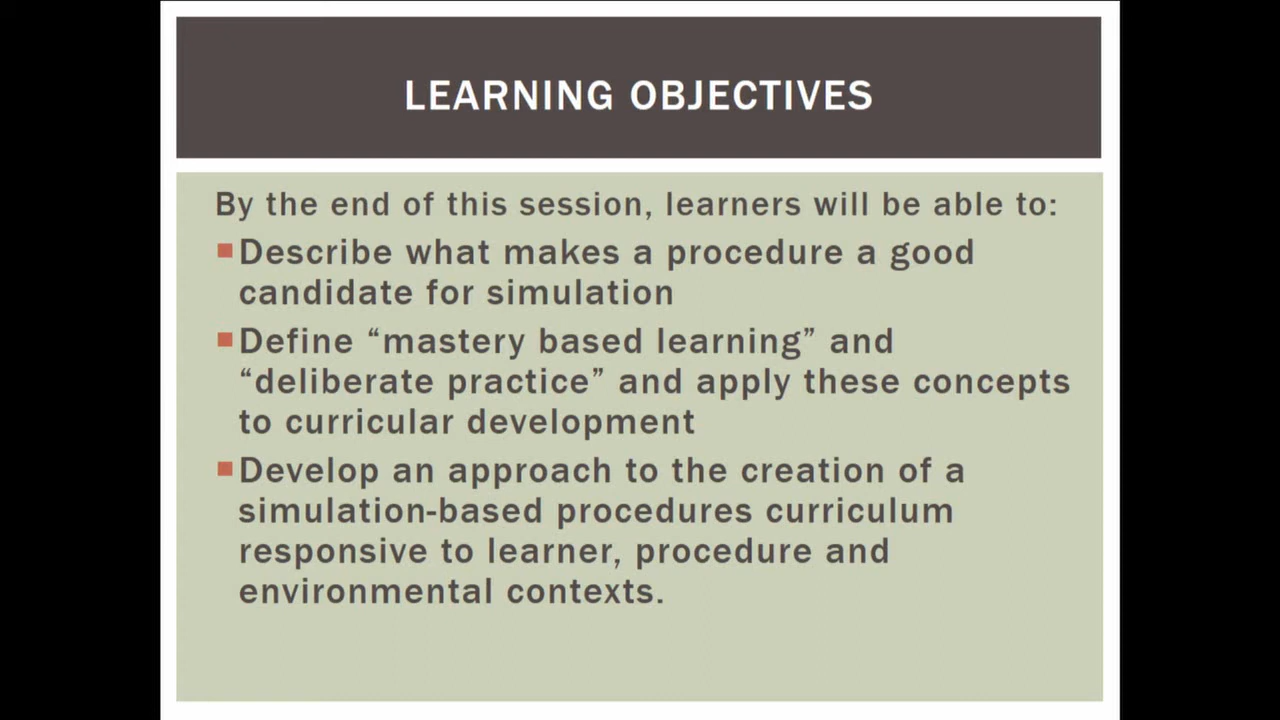 LEARNING OBJECTIVES
By the end of this session, learners will be able to:
Describe what makes a procedure a good
candidate for simulation
Define “mastery based learning” and
“deliberate practice” and apply these concepts
to curricular development
Develop an approach to the creation of a
simulation-based procedures curriculum
responsive to learner, procedure and
environmental contexts.